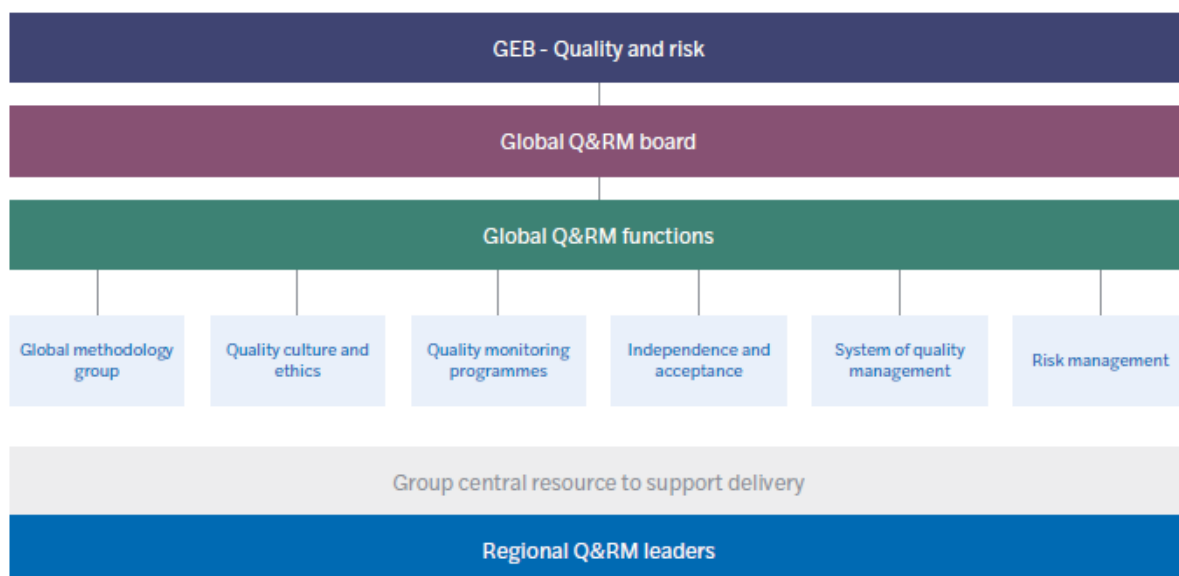 GEB - Quality and risk
Global Q&RM board
Global Q&RM functions
Global methodology
group
Quality culture and
ethics
Quality monitoring
programmes
Independence and
acceptance
System of quality
management
Risk management
Group central resource to support delivery
Regional Q&RM leaders